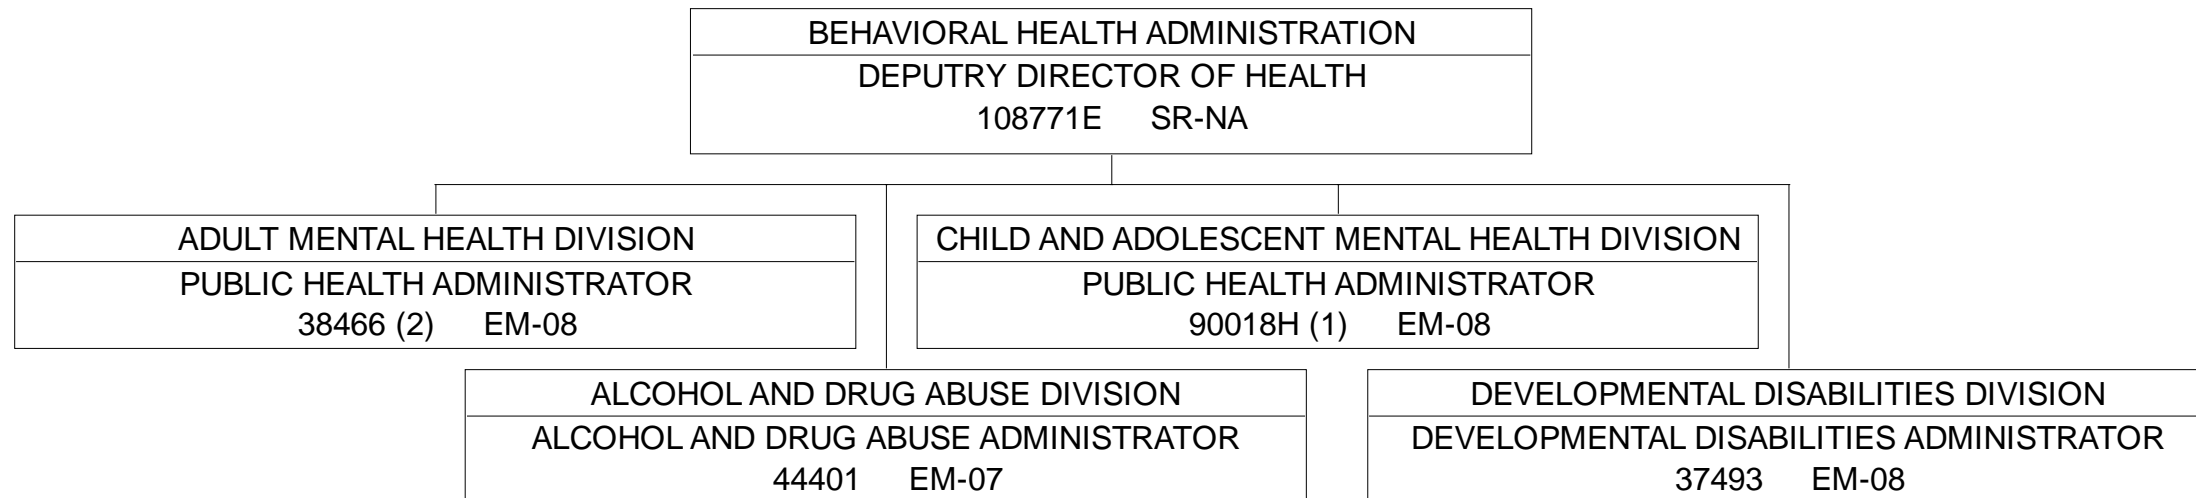 BEHAVIORAL HEALTH ADMINISTRATION
DEPUTRY DIRECTOR OF HEALTH
108771E SR-NA
ADULT MENTAL HEALTH DIVISION
PUBLIC HEALTH ADMINISTRATOR
38466 (2) EM-08
CHILD AND ADOLESCENT MENTAL HEALTH DIVISION
PUBLIC HEALTH ADMINISTRATOR
90018H (1) EM-08
ALCOHOL AND DRUG ABUSE DIVISION
ALCOHOL AND DRUG ABUSE ADMINISTRATOR
44401 EM-07
DEVELOPMENTAL DISABILITIES DIVISION
DEVELOPMENTAL DISABILITIES ADMINISTRATOR
37493 EM-08